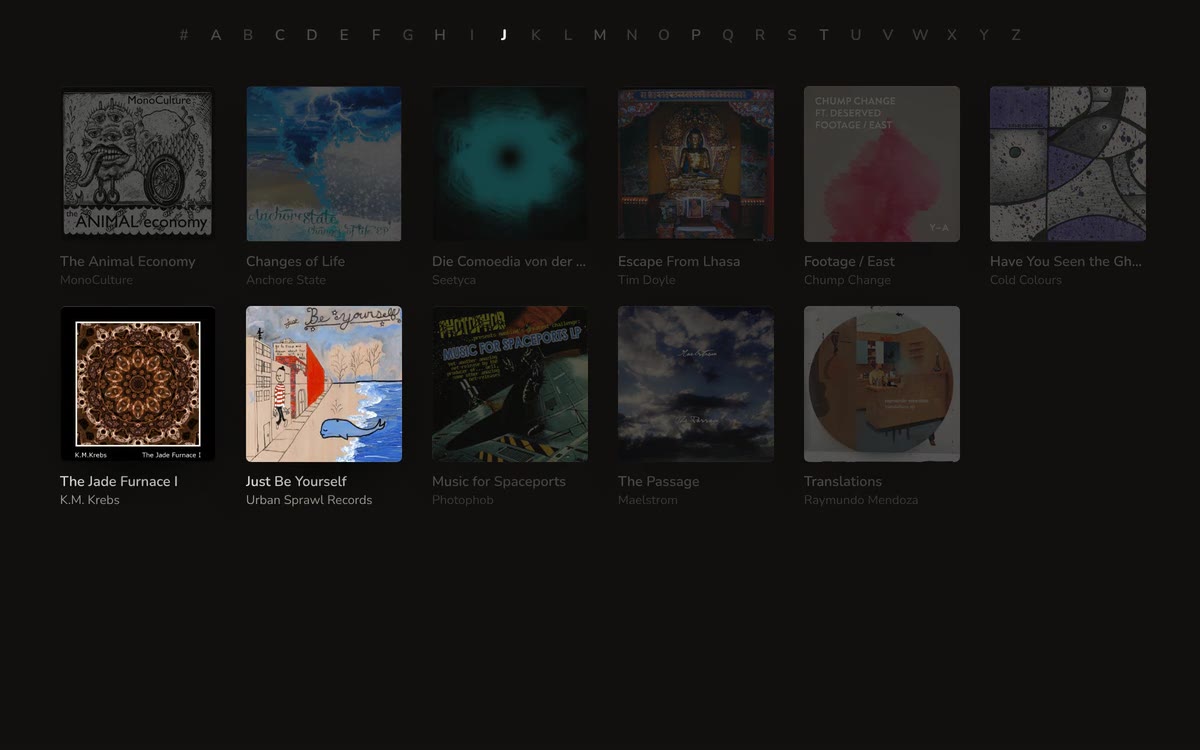 # A B C D E F G H I J K L M N O P Q R S T U V W X Y Z
MonoCulture
the ANIMAL economy
Anchorestate
CHUMP CHANGE
FT. DESERVED
FOOTAGE / EAST
Y–A
The Animal Economy
MonoCulture
Changes of Life
Anchore State
Die Comoedia von der ...
Seetyca
Escape From Lhasa
Tim Doyle
Footage / East
Chump Change
Have You Seen the Gh...
Cold Colours
K.M.Krebs
The Jade Furnace I
just Be yourself
PHOTOPHOB
MUSIC FOR SPACEPORTS LP
The Jade Furnace I
K.M. Krebs
Just Be Yourself
Urban Sprawl Records
Music for Spaceports
Photophob
The Passage
Maelstrom
Translations
Raymundo Mendoza